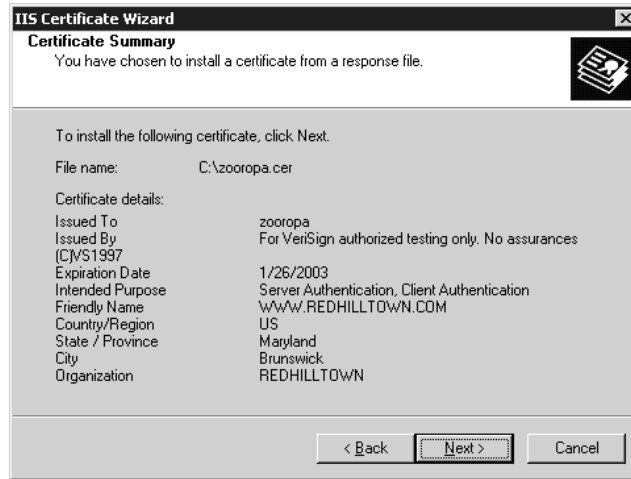 IIS Certificate Wizard
Certificate Summary
You have chosen to install a certificate from a response file.
To install the following certificate, click Next.
File name: C:\zooropa.cer
Certificate details:
Issued To zooropa
Issued By For VeriSign authorized testing only. No assurances
(C)VS1997
Expiration Date 1/26/2003
Intended Purpose Server Authentication, Client Authentication
Friendly Name WWW.REDHILLTOWN.COM
Country/Region US
State / Province Maryland
City Brunswick
Organization REDHILLTOWN
< Back Next > Cancel